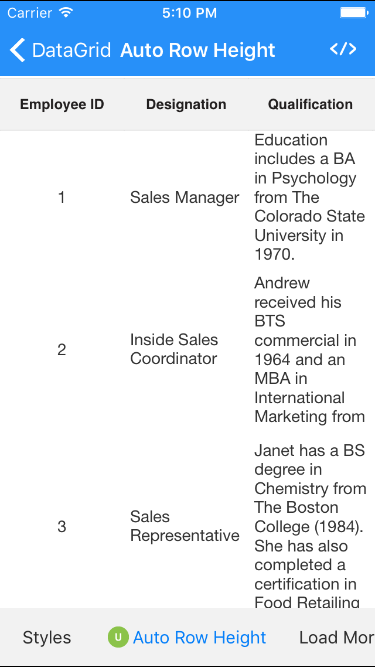 Carrier 5:10 PM
DataGrid Auto Row Height </>
Employee ID Designation Qualification
Education
includes a BA
in Psychology
1 Sales Manager from The
Colorado State
University in
1970.
Andrew
received his
BTS
2 Inside Sales Coordinator commercial in
1964 and an
MBA in
International
Marketing from
Janet has a BS
degree in
Chemistry from
The Boston
3 Sales Representative College (1984).
She has also
completed a
certification in
Food Retailing
Styles U Auto Row Height Load Mor